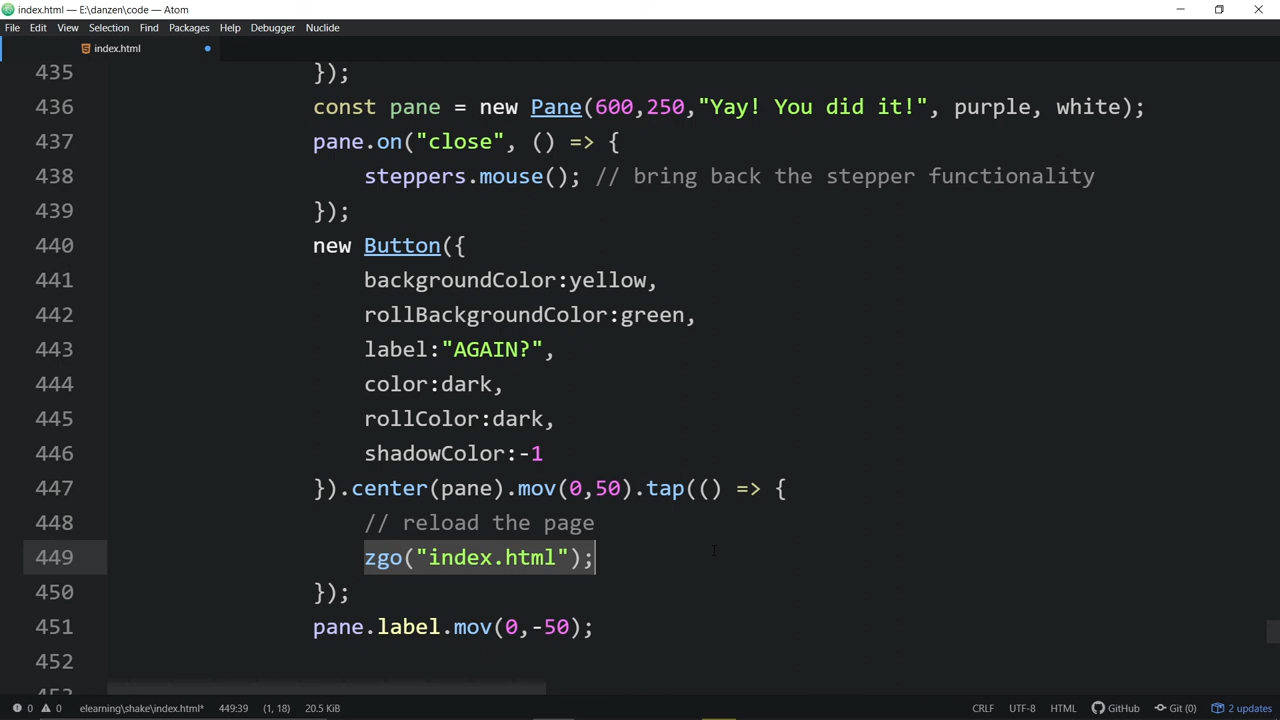 index.html — E:\danzen\code — Atom
File Edit View Selection Find Packages Help Debugger Nuclide
index.html
435 });
436 const pane = new Pane(600,250,"Yay! You did it!", purple, white);
437 pane.on("close", () => {
438 steppers.mouse(); // bring back the stepper functionality
439 });
440 new Button({
441 backgroundColor:yellow,
442 rollBackgroundColor:green,
443 label:"AGAIN?",
444 color:dark,
445 rollColor:dark,
446 shadowColor:-1
447 }).center(pane).mov(0,50).tap(() => {
448 // reload the page
449 zgo("index.html");
450 });
451 pane.label.mov(0,-50);
452
0 0 elearning\shake\index.html* 449:39 (1, 18) 20.5 KiB CRLF UTF-8 HTML GitHub Git (0) 2 updates